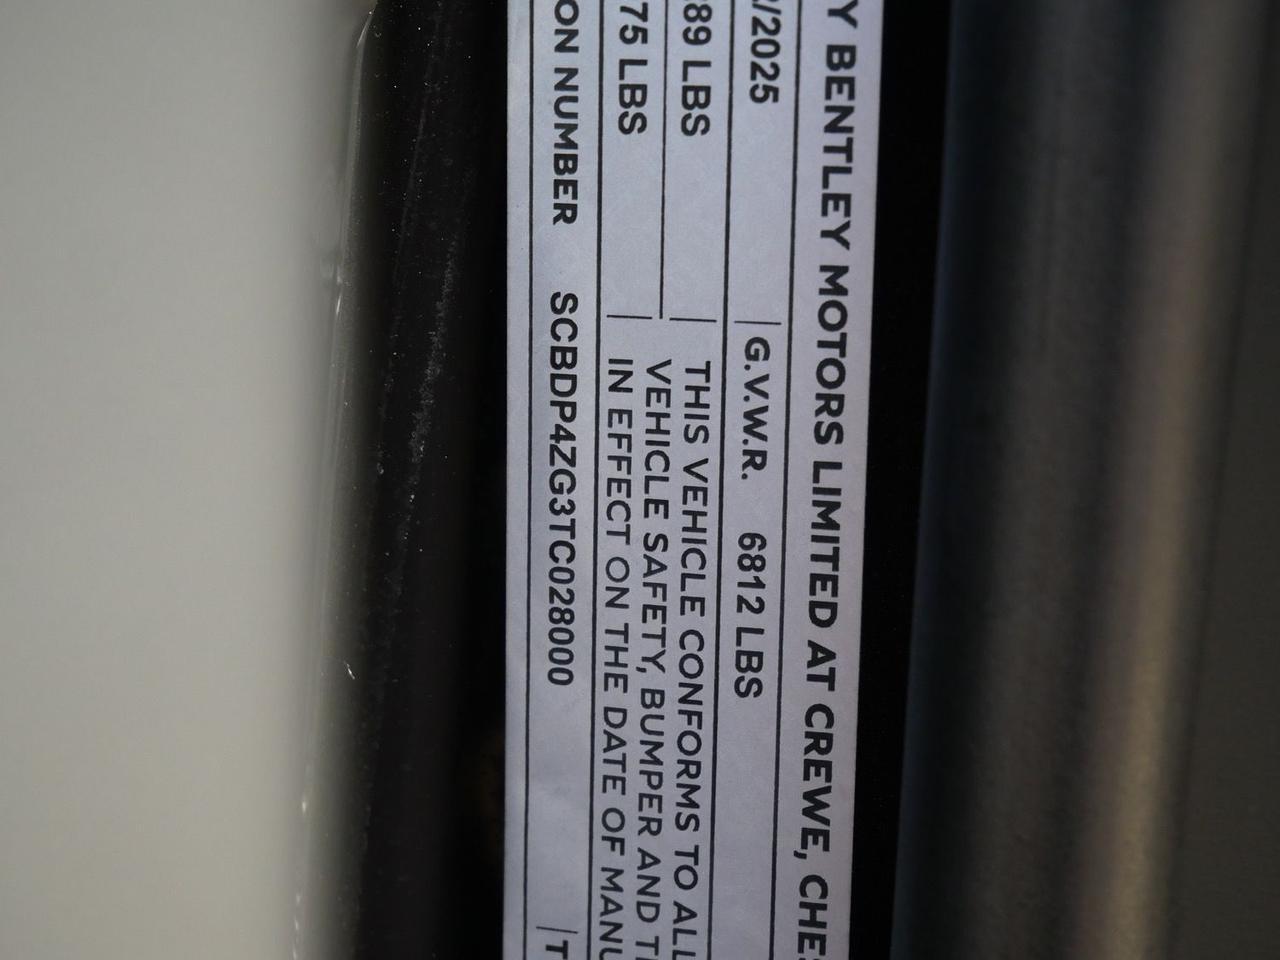 Y BENTLEY MOTORS LIMITED AT CREWE, CHES
2/2025 G.V.W.R. 6812 LBS
89 LBS THIS VEHICLE CONFORMS TO ALL
VEHICLE SAFETY, BUMPER AND T
75 LBS IN EFFECT ON THE DATE OF MANU
ON NUMBER SCBDP4ZG3TC028000 T